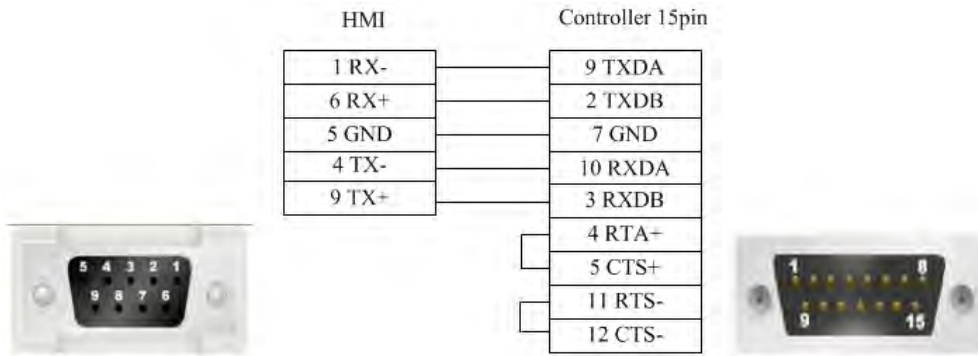 HMI
Controller 15pin
1 RX-
9 TXDA
6 RX+
2 TXDB
5 GND
7 GND
4 TX-
10 RXDA
9 TX+
3 RXDB
4 RTA+
5 CTS+
11 RTS-
12 CTS-
5 4 3 2 1
9 8 7 6
1 8
9 15